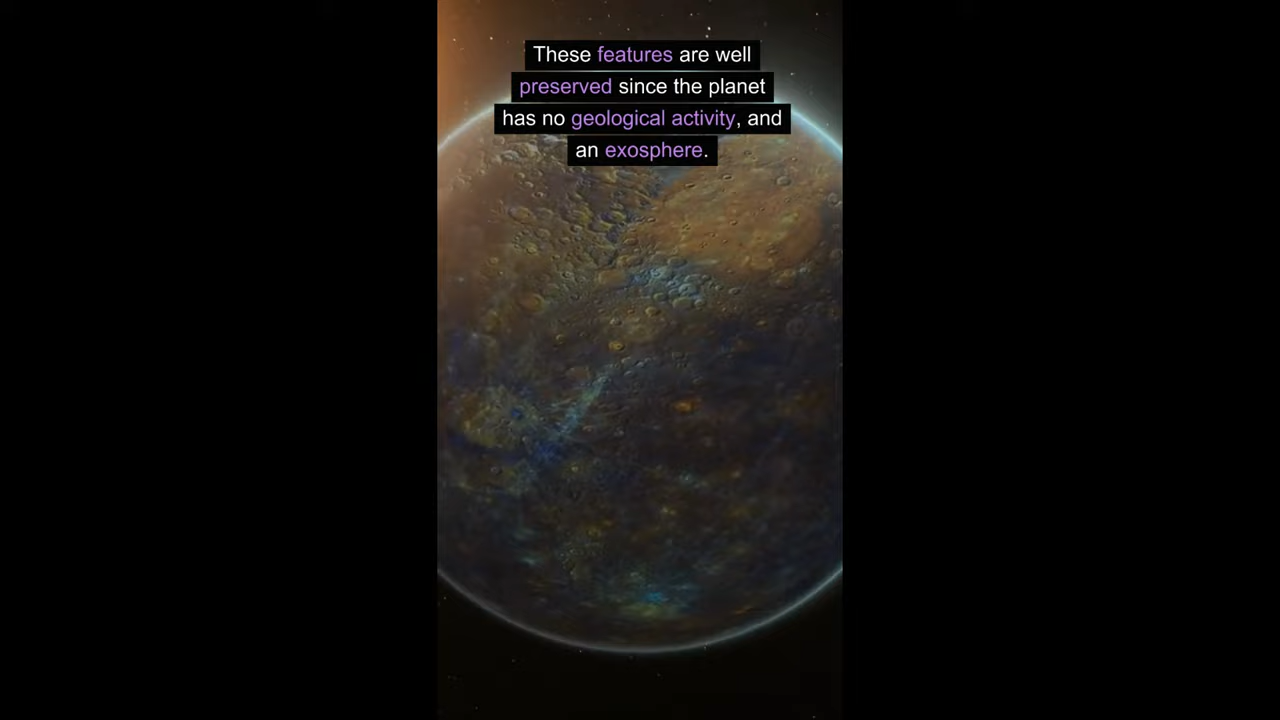 These features are well
preserved since the planet
has no geological activity, and
an exosphere.